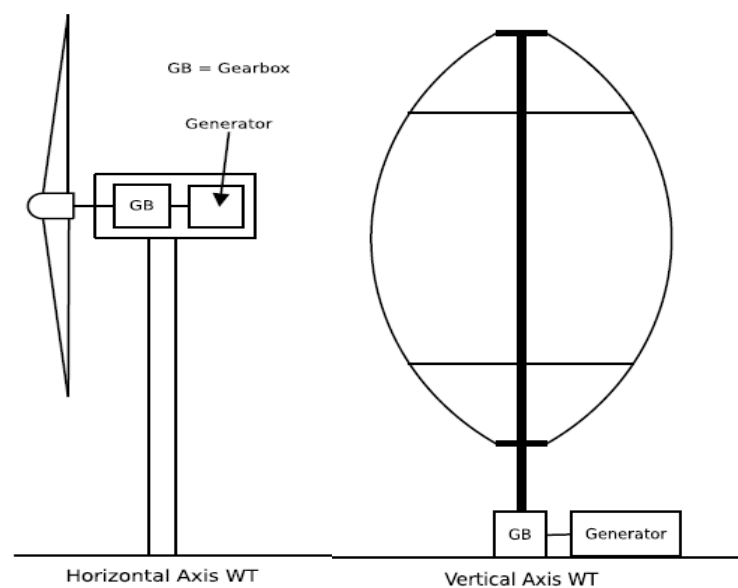 GB = Gearbox
Generator
GB
GB
Generator
Horizontal Axis WT
Vertical Axis WT